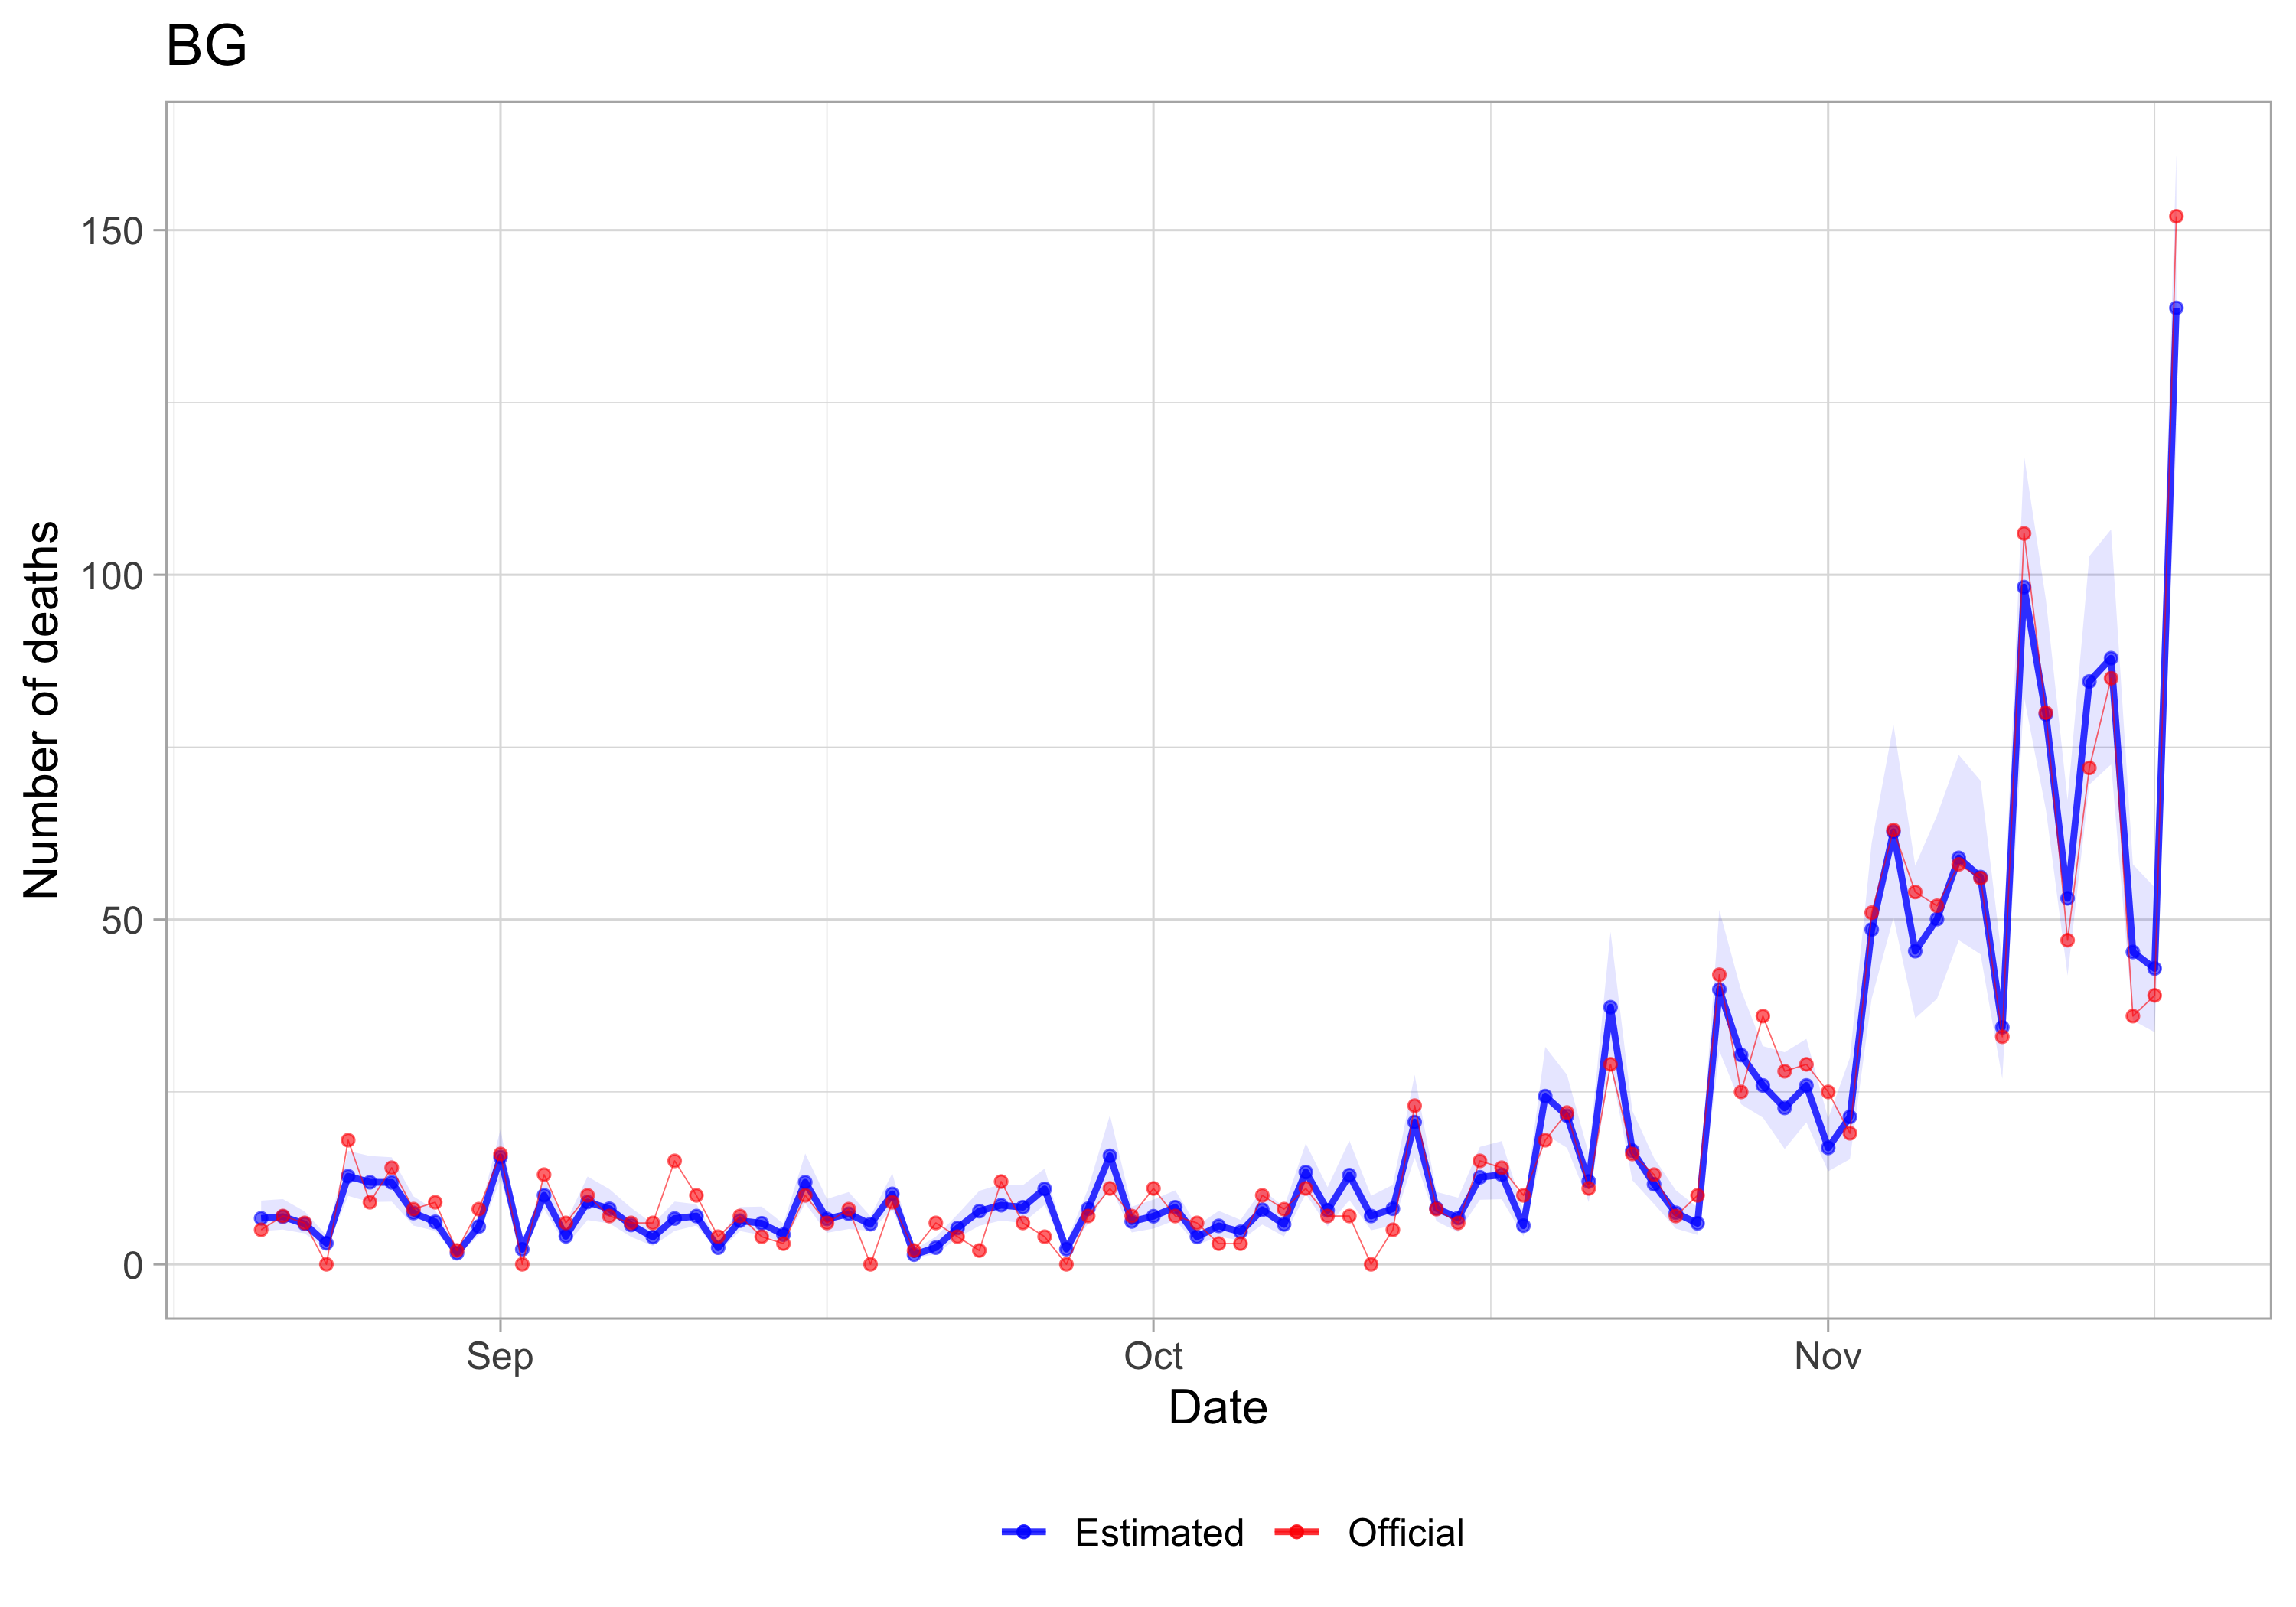 BG
Number of deaths
150
100
50
0
Sep Oct Nov
Date
Estimated Official